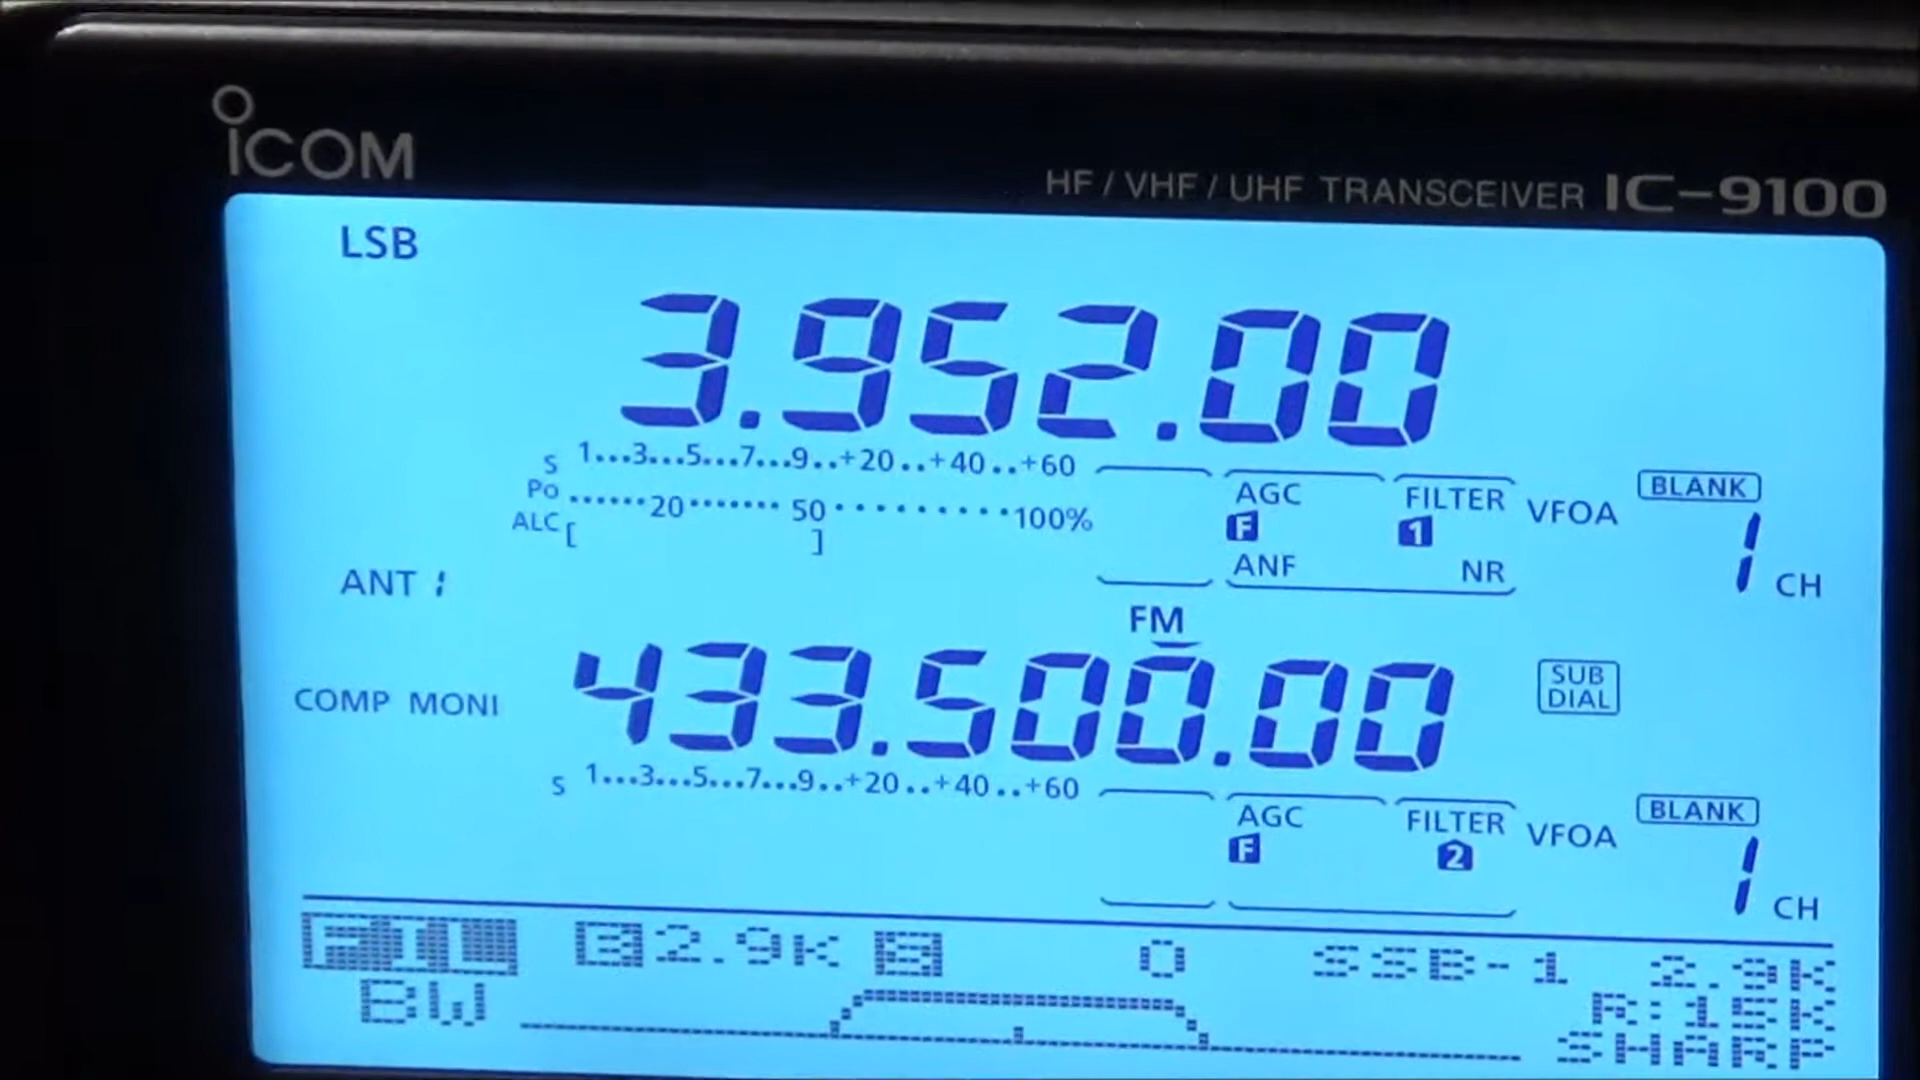 ICOM
HF / VHF / UHF TRANSCEIVER IC-9100
LSB
3.952.00
S 1...3...5...7...9..+20..+40..+60
Po ......20....... 50 ..........100%
ALC [ ]
AGC FILTER VFOA BLANK
F 1 1 CH
ANF NR
ANT 1
FM
COMP MONI 433.500.00 SUB DIAL
S 1...3...5...7...9..+20..+40..+60
AGC FILTER VFOA BLANK
F 2 1 CH
FIL B 2.9K S 0 SSB-1 2.9K
BW R:15K
SHARP